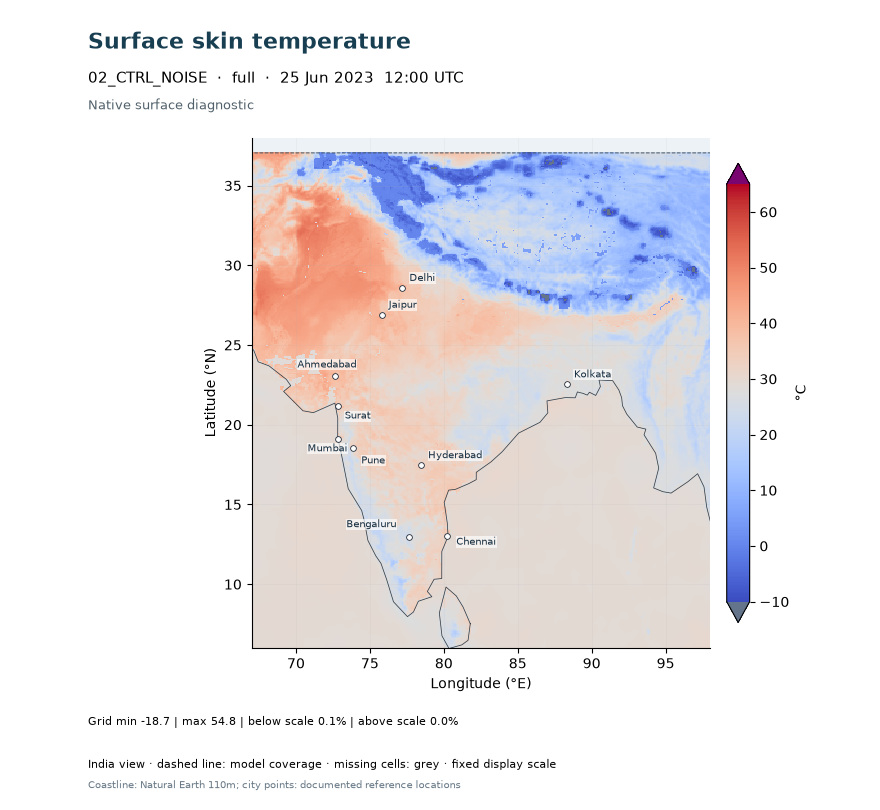 Surface skin temperature
02_CTRL_NOISE · full · 25 Jun 2023 12:00 UTC
Native surface diagnostic
35
30
25
20
15
10
Latitude (°N)
70
75
80
85
90
95
Longitude (°E)
Delhi
Jaipur
Ahmedabad
Kolkata
Surat
Mumbai
Pune
Hyderabad
Bengaluru
Chennai
60
50
40
30
20
10
0
−10
°C
Grid min -18.7 | max 54.8 | below scale 0.1% | above scale 0.0%
India view · dashed line: model coverage · missing cells: grey · fixed display scale
Coastline: Natural Earth 110m; city points: documented reference locations